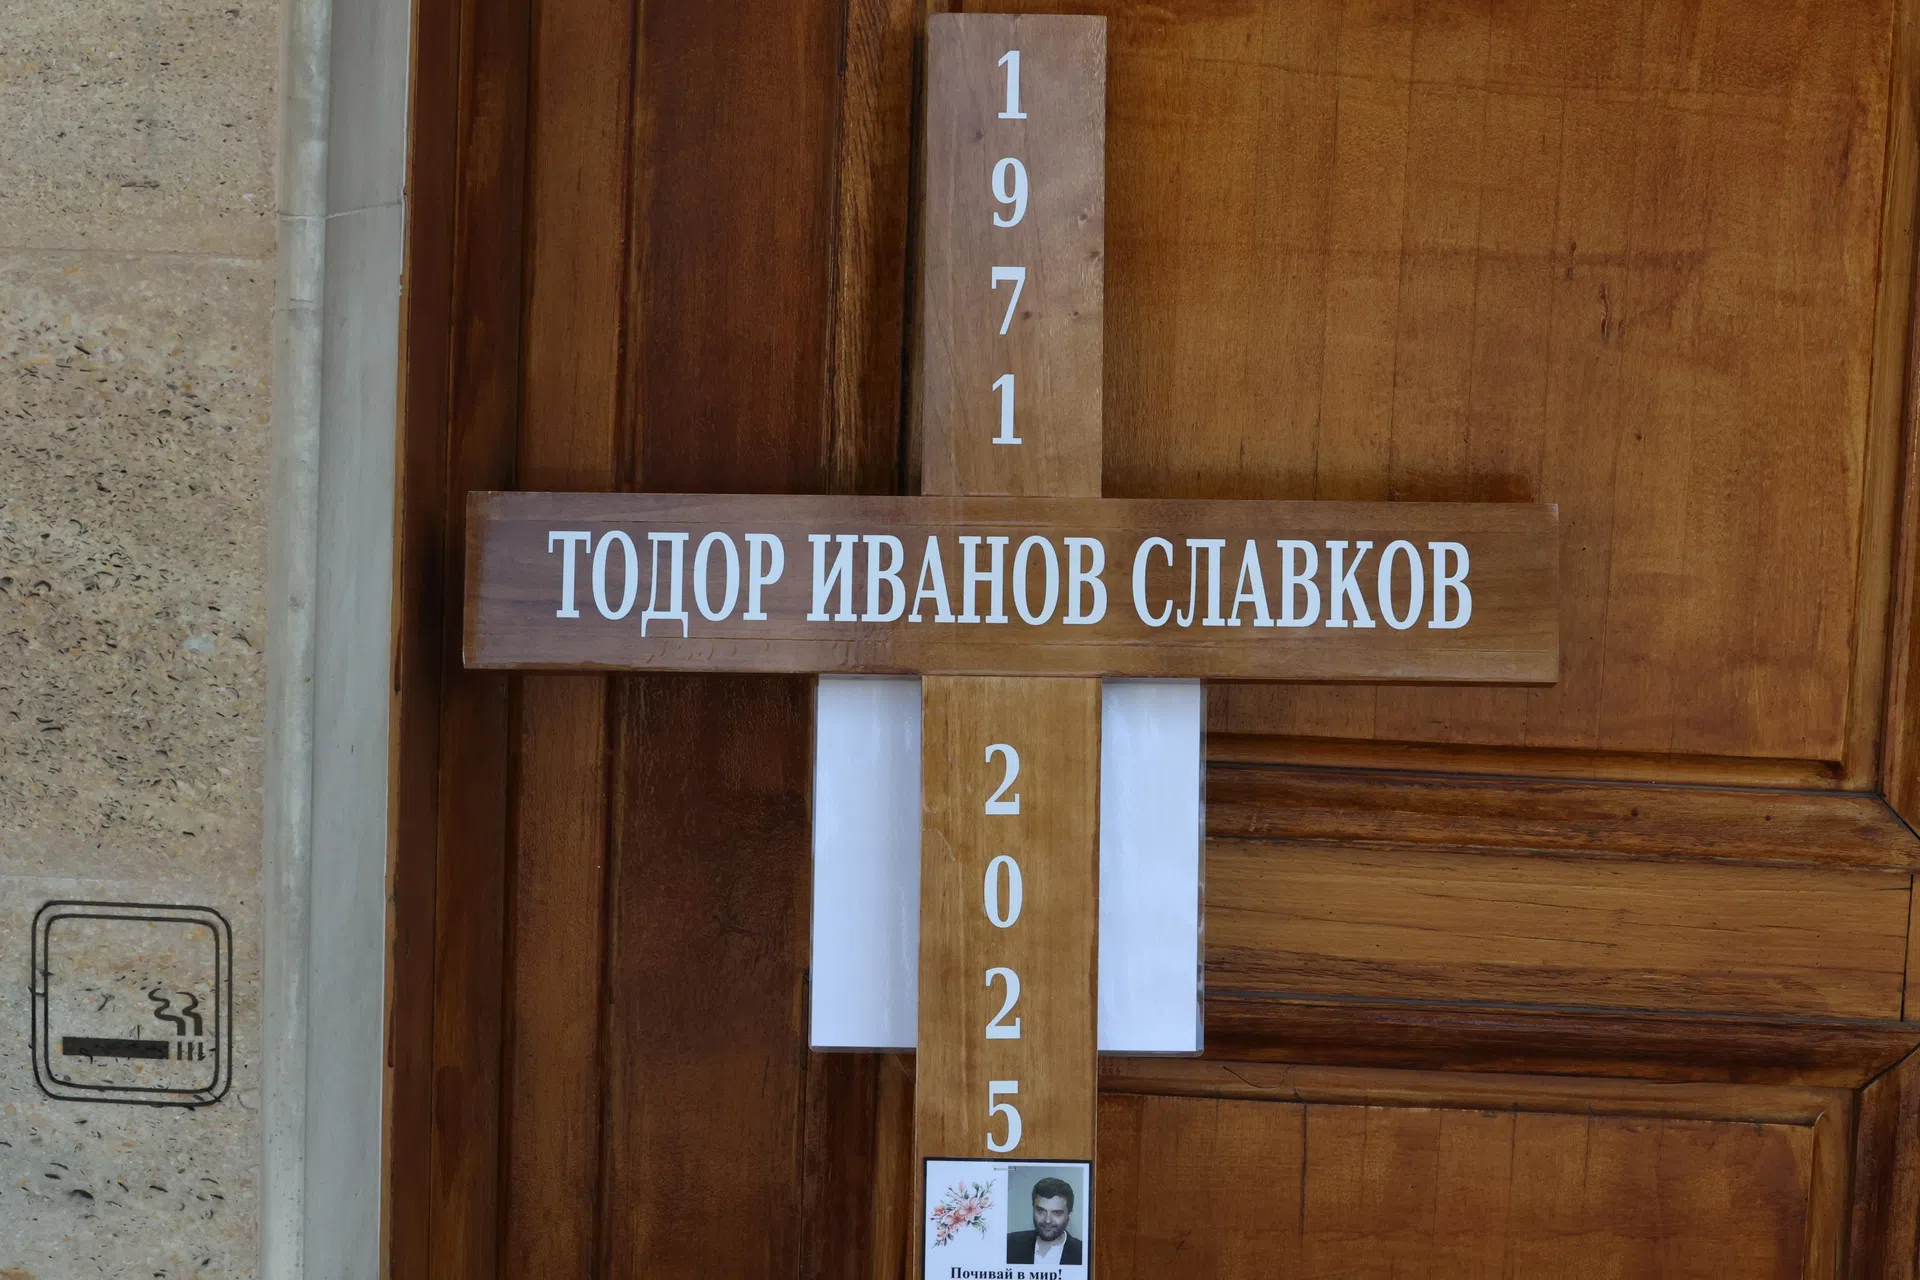 1971
ТОДОР ИВАНОВ СЛАВКОВ
2025
Почивай в мир!